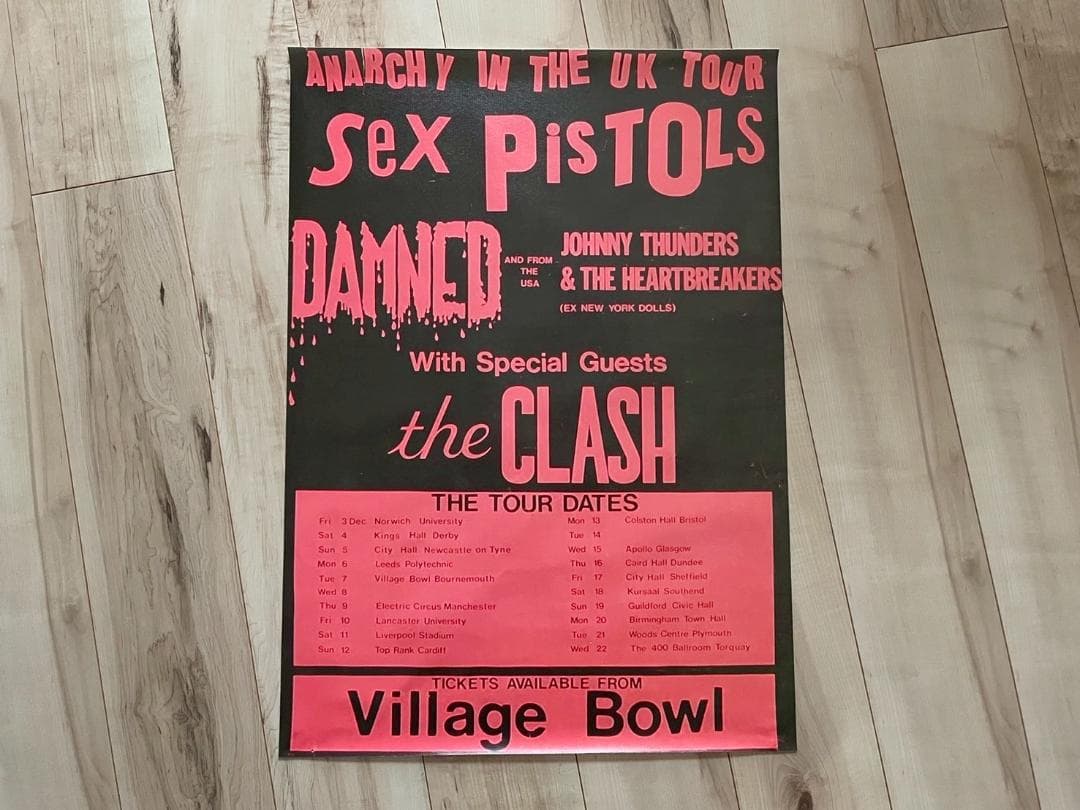 ANARCHY IN THE UK TOUR
Sex PisTOLS
DAMNED
AND FROM
THE
USA
JOHNNY THUNDERS
& THE HEARTBREAKERS
(EX NEW YORK DOLLS)
With Special Guests
the CLASH
THE TOUR DATES
Fri 3 Dec Norwich University
Sat 4 Kings Hall Derby
Sun 5 City Hall Newcastle on Tyne
Mon 6 Leeds Polytechnic
Tue 7 Village Bowl Bournemouth
Wed 8
Thu 9 Electric Circus Manchester
Fri 10 Lancaster University
Sat 11 Liverpool Stadium
Sun 12 Top Rank Cardiff
Mon 13 Colston Hall Bristol
Tue 14
Wed 15 Apollo Glasgow
Thu 16 Caird Hall Dundee
Fri 17 City Hall Sheffield
Sat 18 Kursaal Southend
Sun 19 Guildford Civic Hall
Mon 20 Birmingham Town Hall
Tue 21 Woods Centre Plymouth
Wed 22 The 400 Ballroom Torquay
TICKETS AVAILABLE FROM
Village Bowl